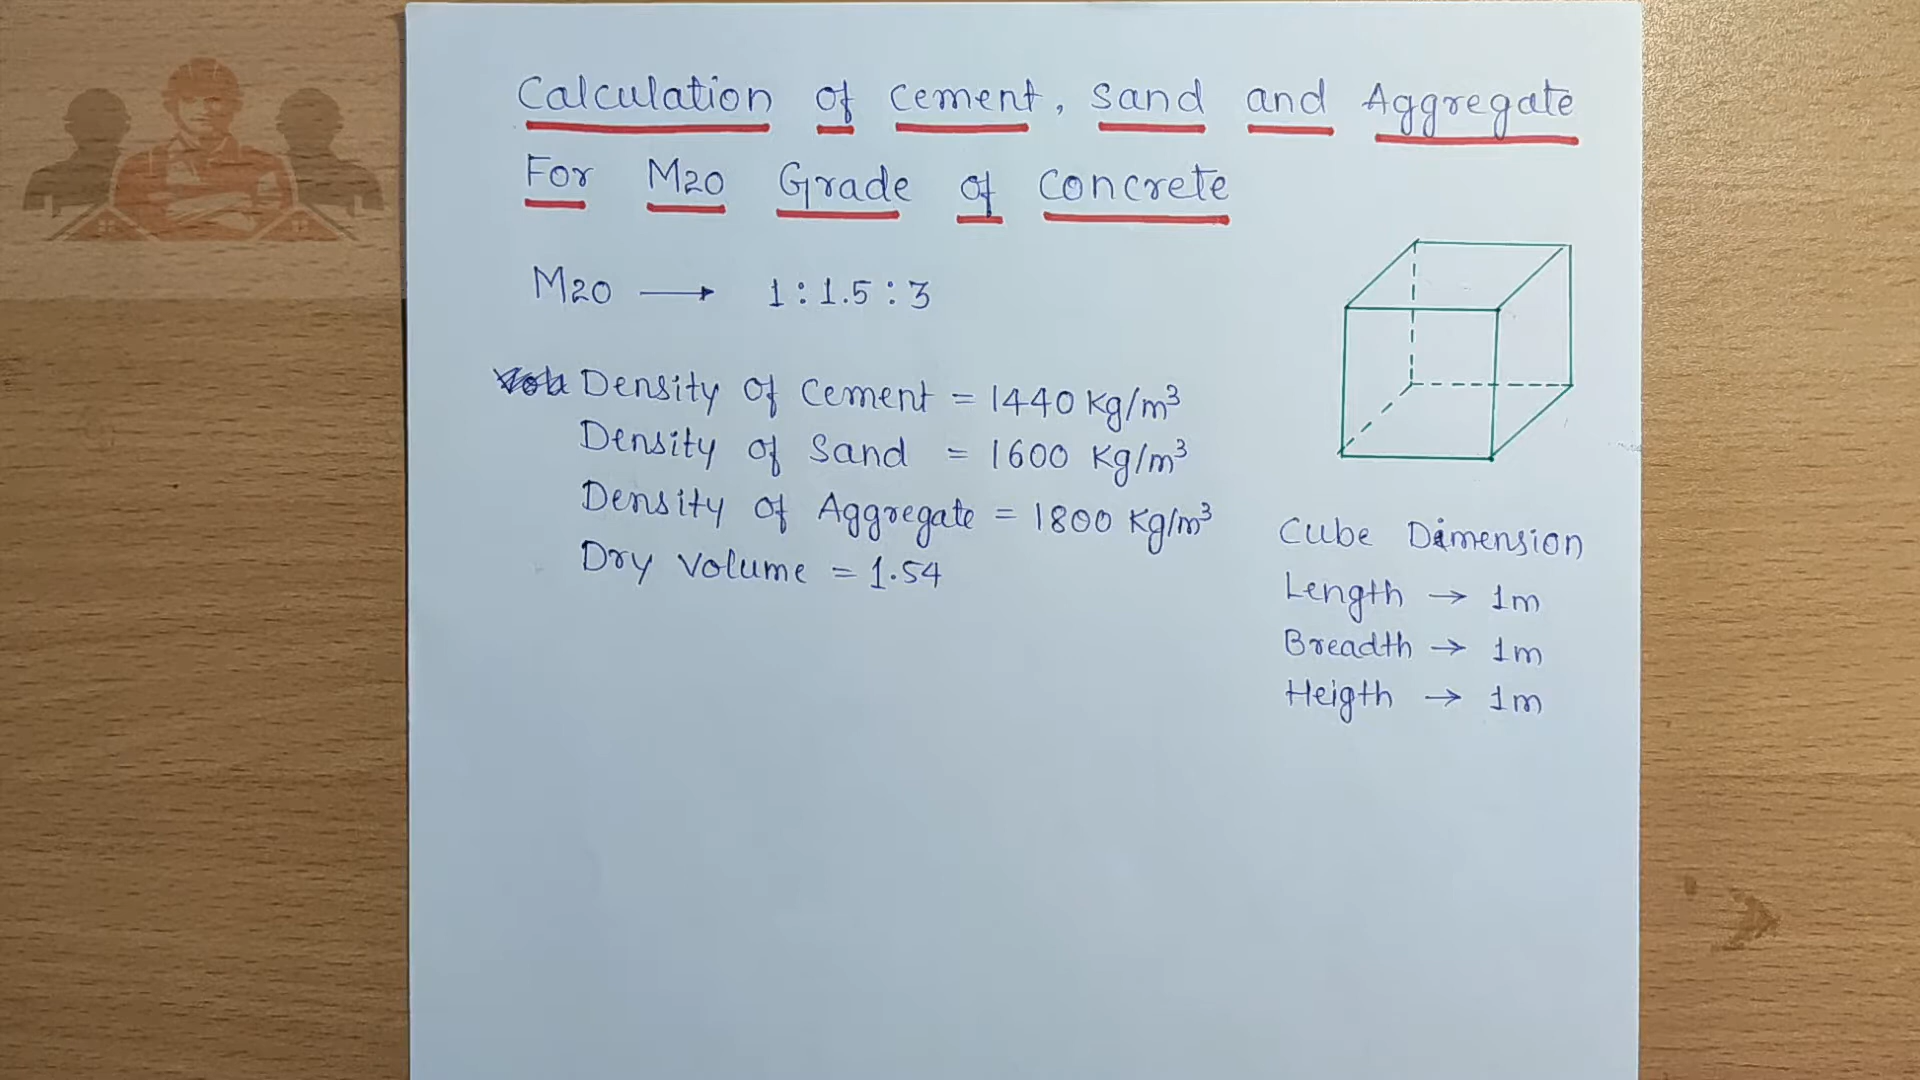 Calculation of cement, sand and Aggregate
For M20 Grade of concrete
M20 → 1 : 1.5 : 3
Density of Cement = 1440 Kg/m³
Density of Sand = 1600 Kg/m³
Density of Aggregate = 1800 Kg/m³
Dry Volume = 1.54
Cube Dimension
Length → 1m
Breadth → 1m
Heigth → 1m